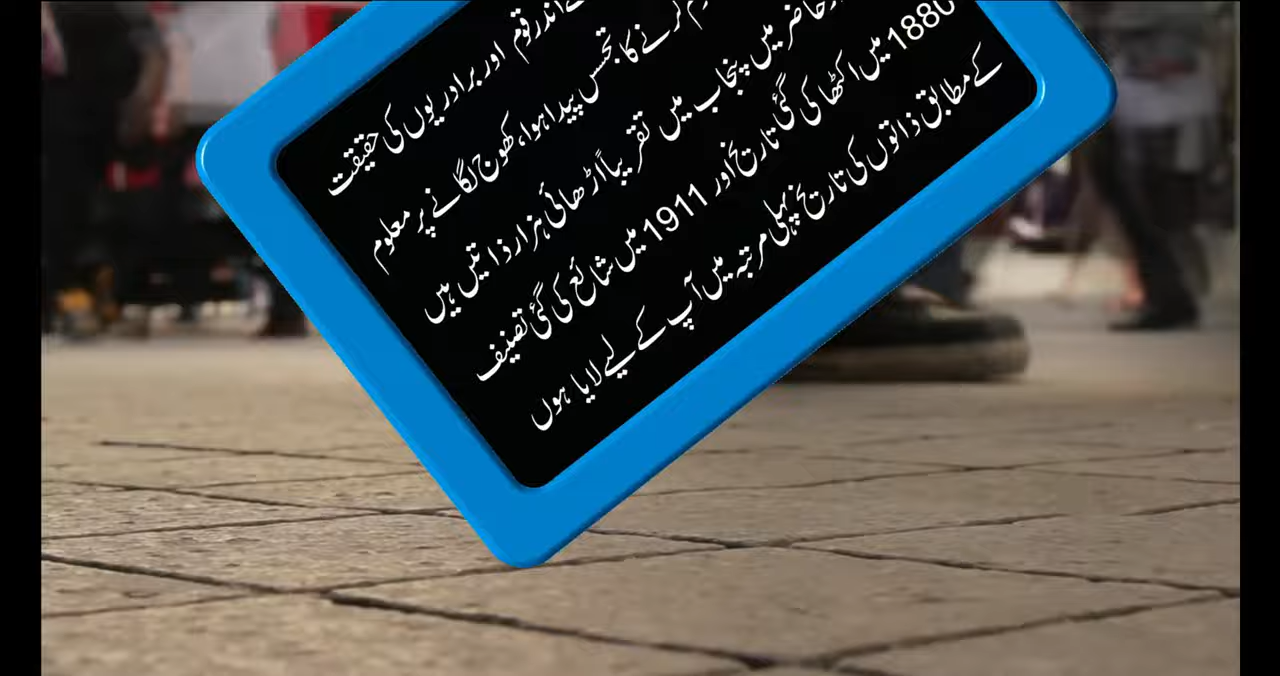 اندر قوم اور براوریوں کی حقیقت
کرنے کا تجسس پیدا ہوا، کھوج لگانے پر معلوم
حاضر میں پنجاب میں تقریباً اڑھائی ہزار ذاتیں ہیں
1880 میں اکٹھا کی گئی تاریخ اور 1911 میں شائع کی گئی تصنیف
کے مطابق ذاتوں کی تاریخ پہلی مرتبہ میں آپ کے لیے لایا ہوں